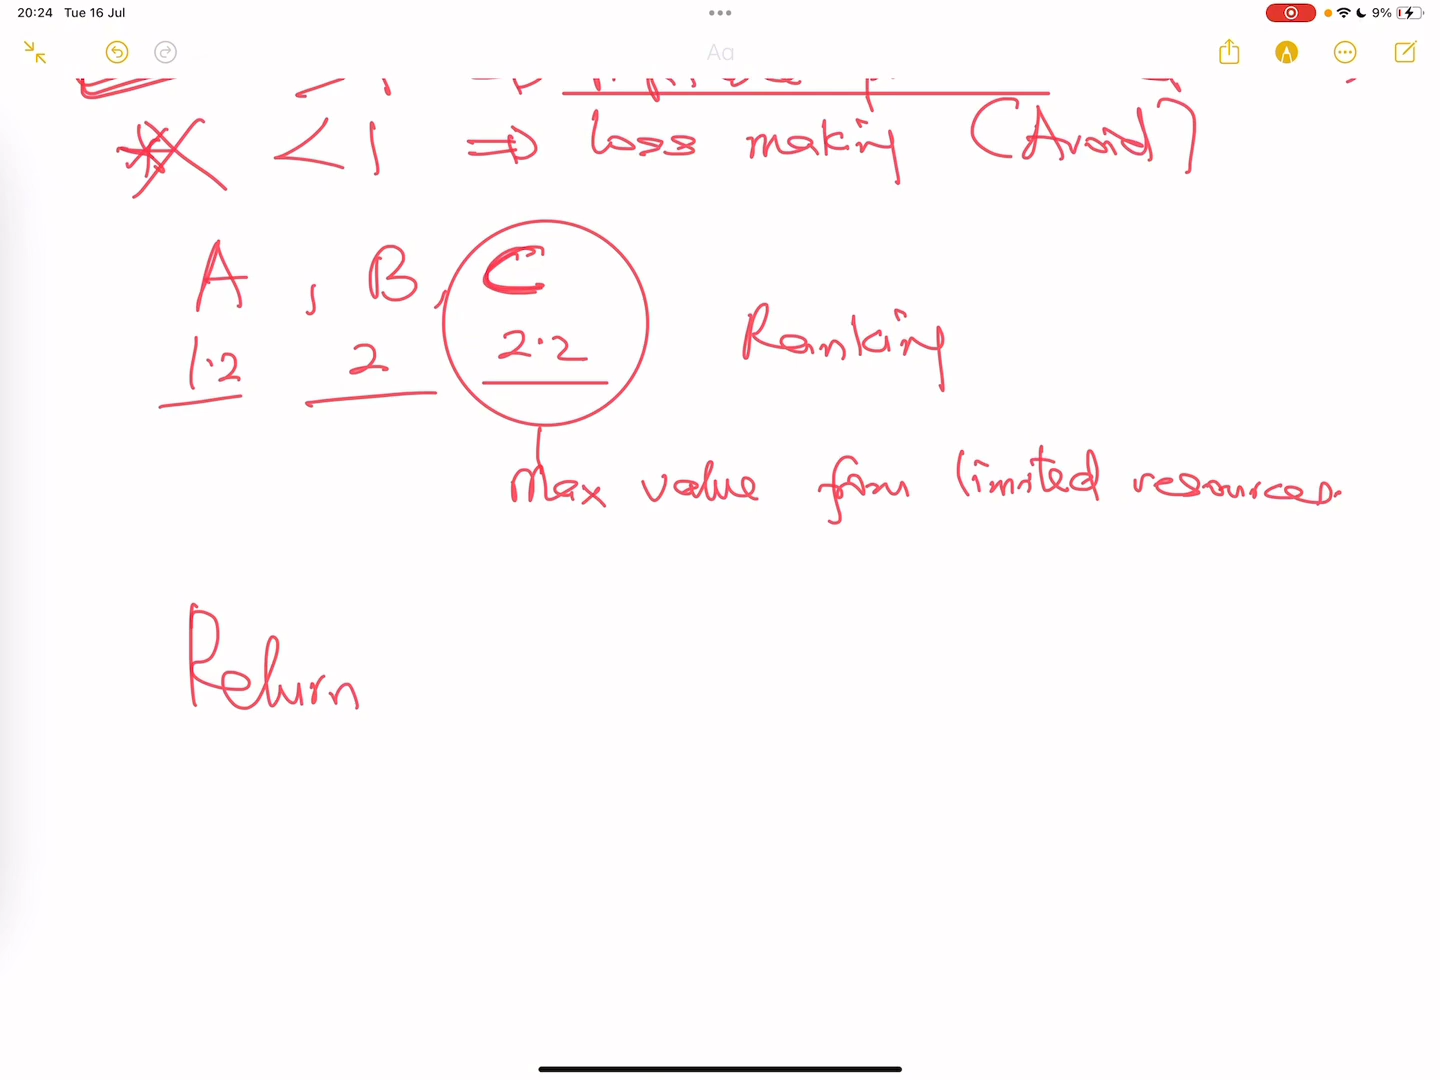 20:24 Tue 16 Jul
9%
Aa
< 1 ⇒ loss making (Avoid)
A , B , C
1.2 2 2.2
Ranking
Max value from limited resources.
Return